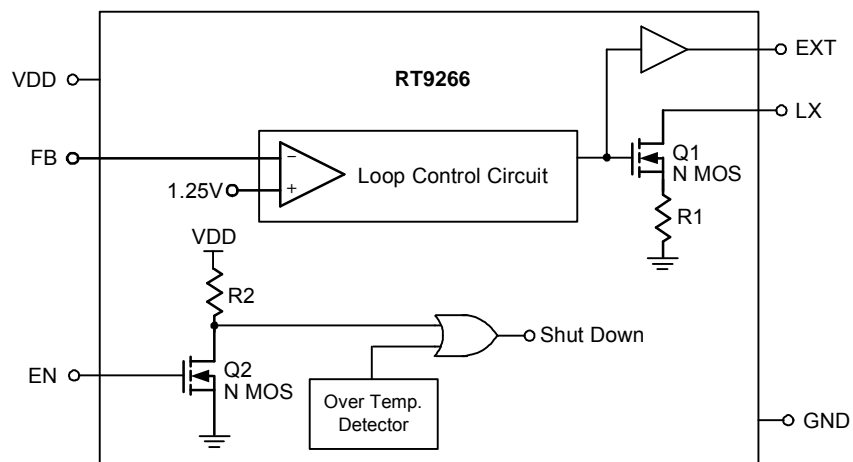 EXT
VDD
RT9266
LX
FB
−
Q1
N MOS
Loop Control Circuit
1.25V
+
R1
VDD
R2
Shut Down
EN
Q2
N MOS
Over Temp.
Detector
GND